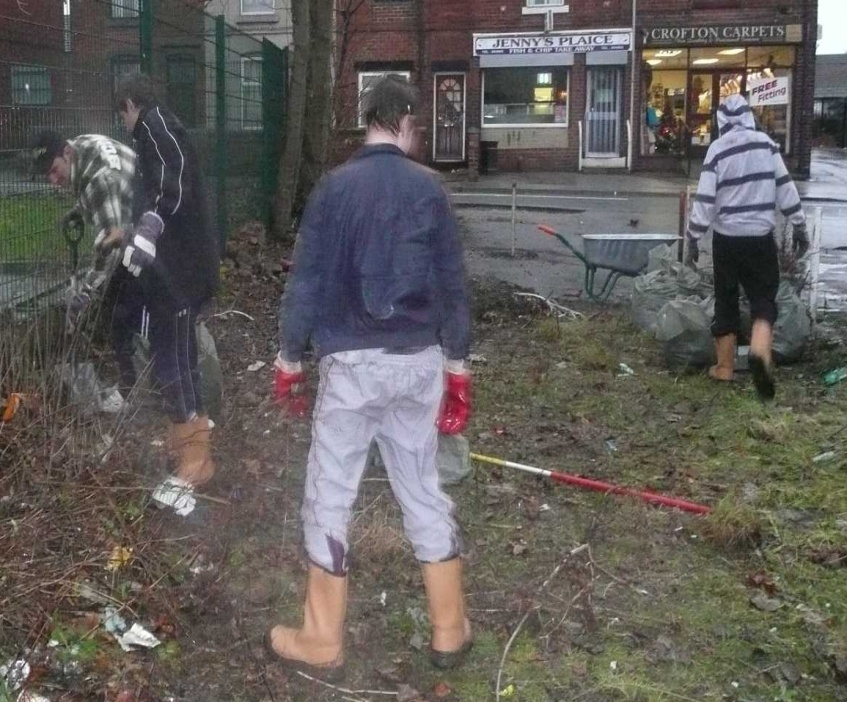 JENNY'S PLAICE
FISH & CHIP TAKE AWAY
CROFTON CARPETS
FREE
Fitting